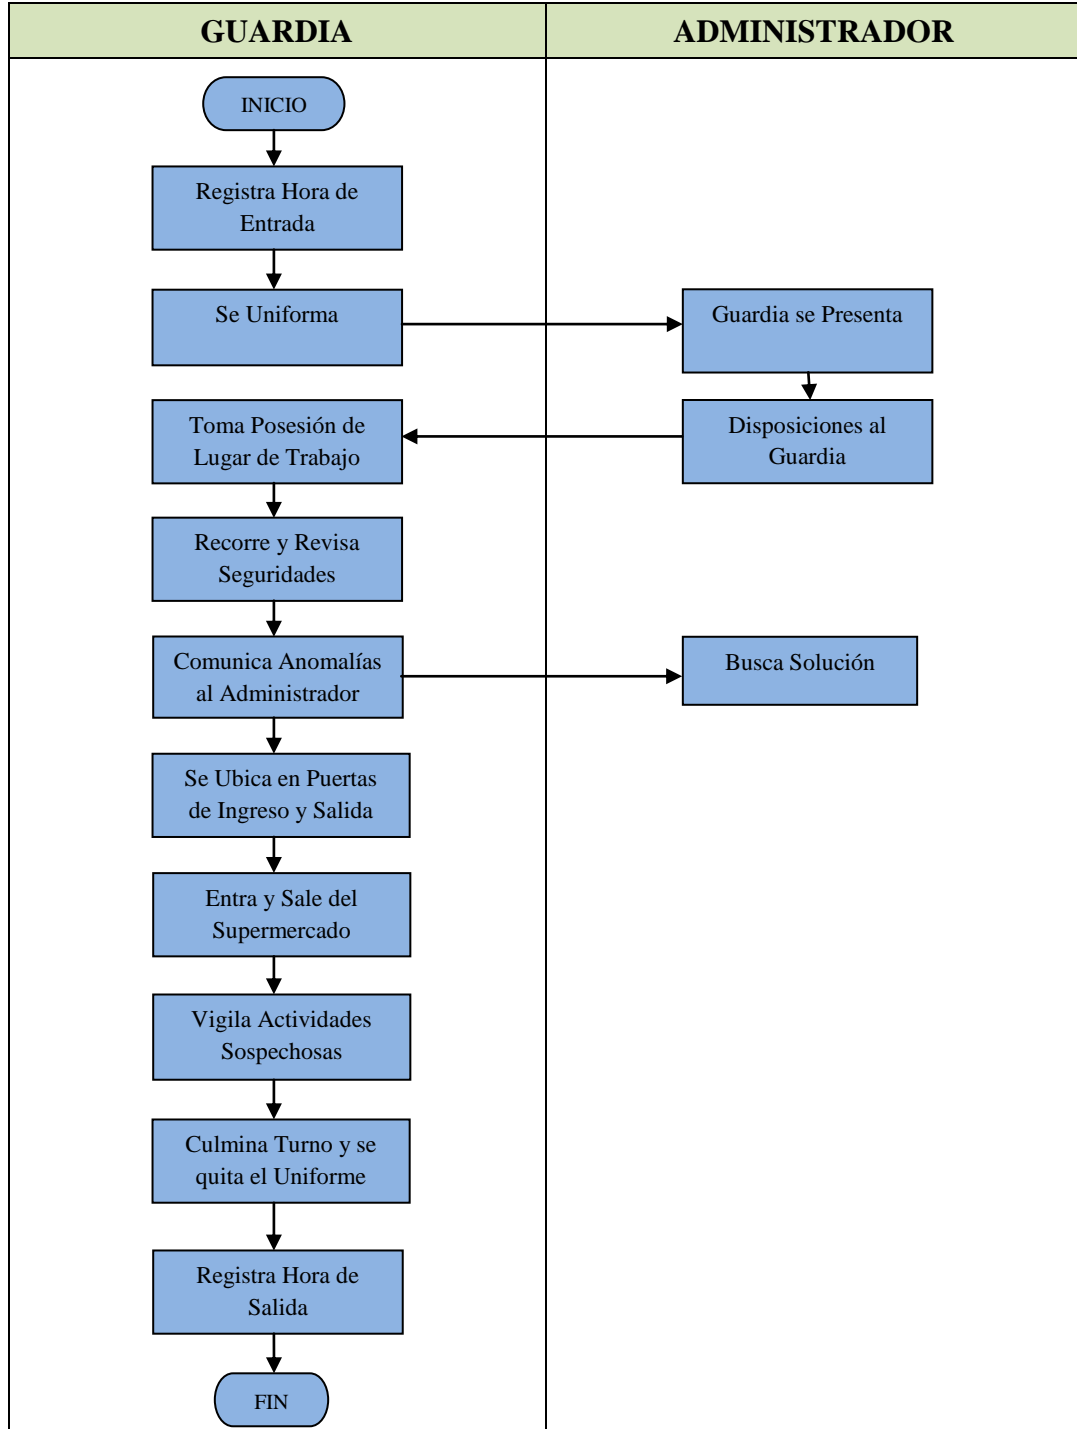 GUARDIA
ADMINISTRADOR
INICIO
Registra Hora de
Entrada
Se Uniforma
Guardia se Presenta
Disposiciones al
Guardia
Toma Posesión de
Lugar de Trabajo
Recorre y Revisa
Seguridades
Comunica Anomalías
al Administrador
Busca Solución
Se Ubica en Puertas
de Ingreso y Salida
Entra y Sale del
Supermercado
Vigila Actividades
Sospechosas
Culmina Turno y se
quita el Uniforme
Registra Hora de
Salida
FIN